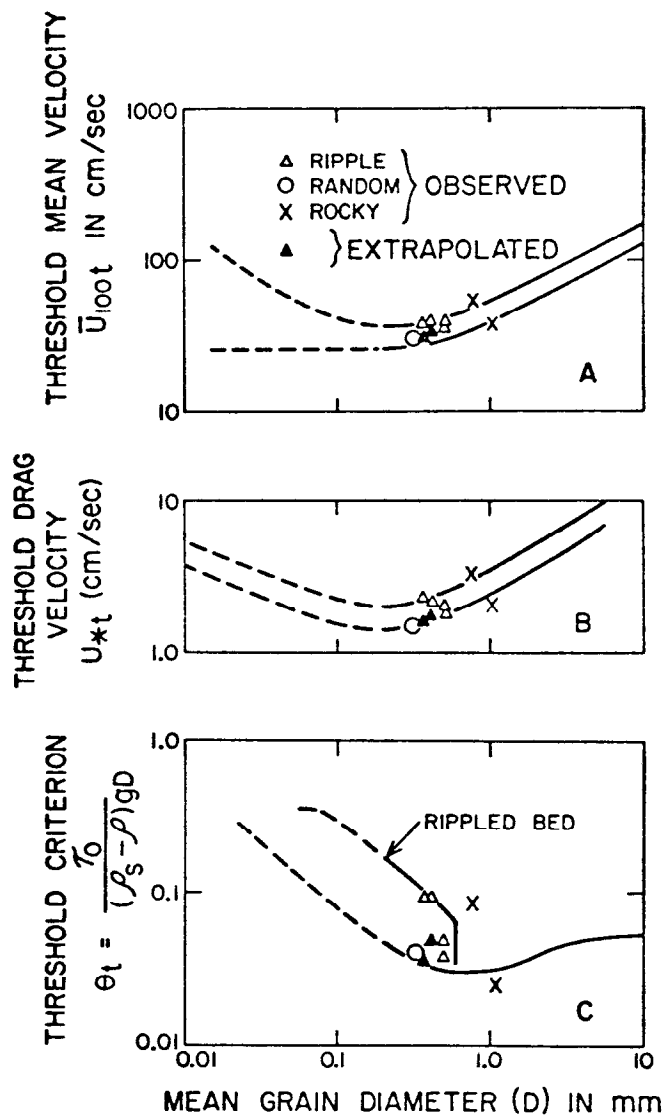 THRESHOLD MEAN VELOCITY
Ū100t IN cm/sec
1000
100
10
RIPPLE
RANDOM
ROCKY
OBSERVED
EXTRAPOLATED
A
THRESHOLD DRAG
VELOCITY
U*t (cm/sec)
10
1.0
B
THRESHOLD CRITERION
θt = τ0 / (ρs - ρ)gD
1.0
0.1
0.01
RIPPLED BED
C
0.01 0.1 1.0 10
MEAN GRAIN DIAMETER (D) IN mm